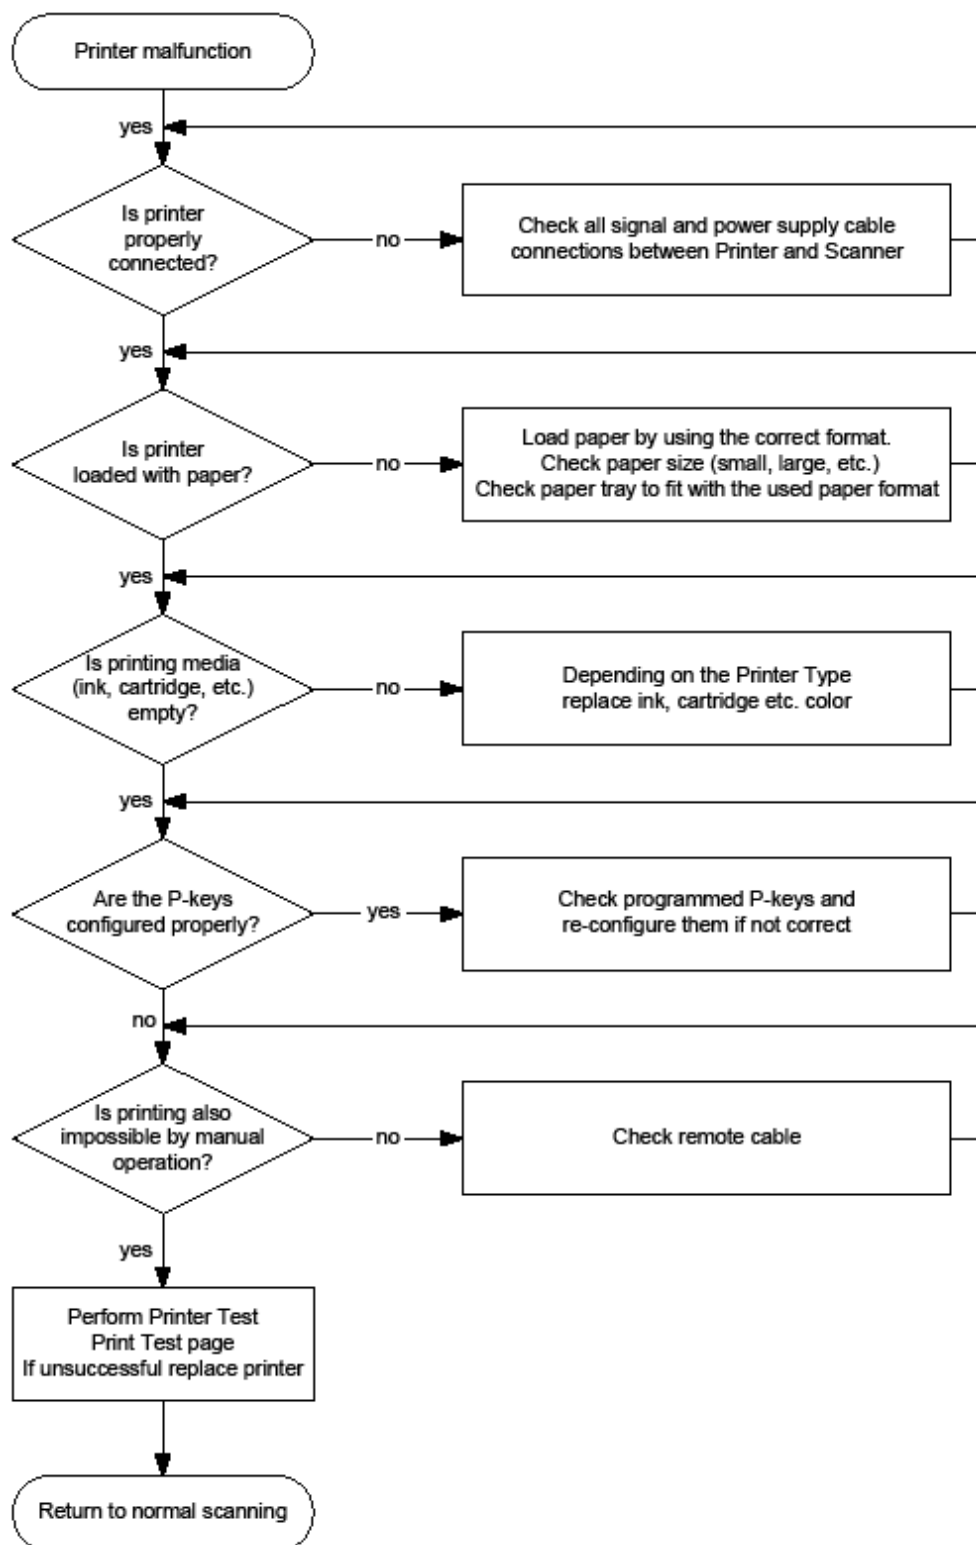 Printer malfunction
yes
Is printer
properly
connected?
no
Check all signal and power supply cable
connections between Printer and Scanner
yes
Is printer
loaded with paper?
no
Load paper by using the correct format.
Check paper size (small, large, etc.)
Check paper tray to fit with the used paper format
yes
Is printing media
(ink, cartridge, etc.)
empty?
no
Depending on the Printer Type
replace ink, cartridge etc. color
yes
Are the P-keys
configured properly?
yes
Check programmed P-keys and
re-configure them if not correct
no
Is printing also
impossible by manual
operation?
no
Check remote cable
yes
Perform Printer Test
Print Test page
If unsuccessful replace printer
Return to normal scanning